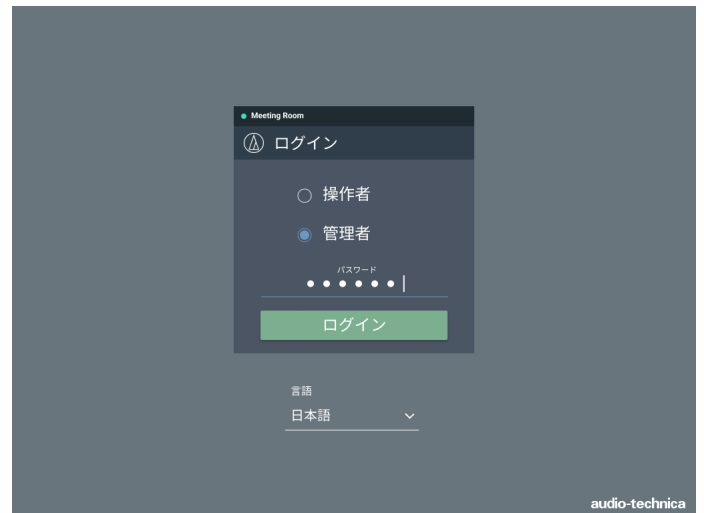 Meeting Room
ログイン
操作者
管理者
パスワード
ログイン
言語
日本語
audio-technica